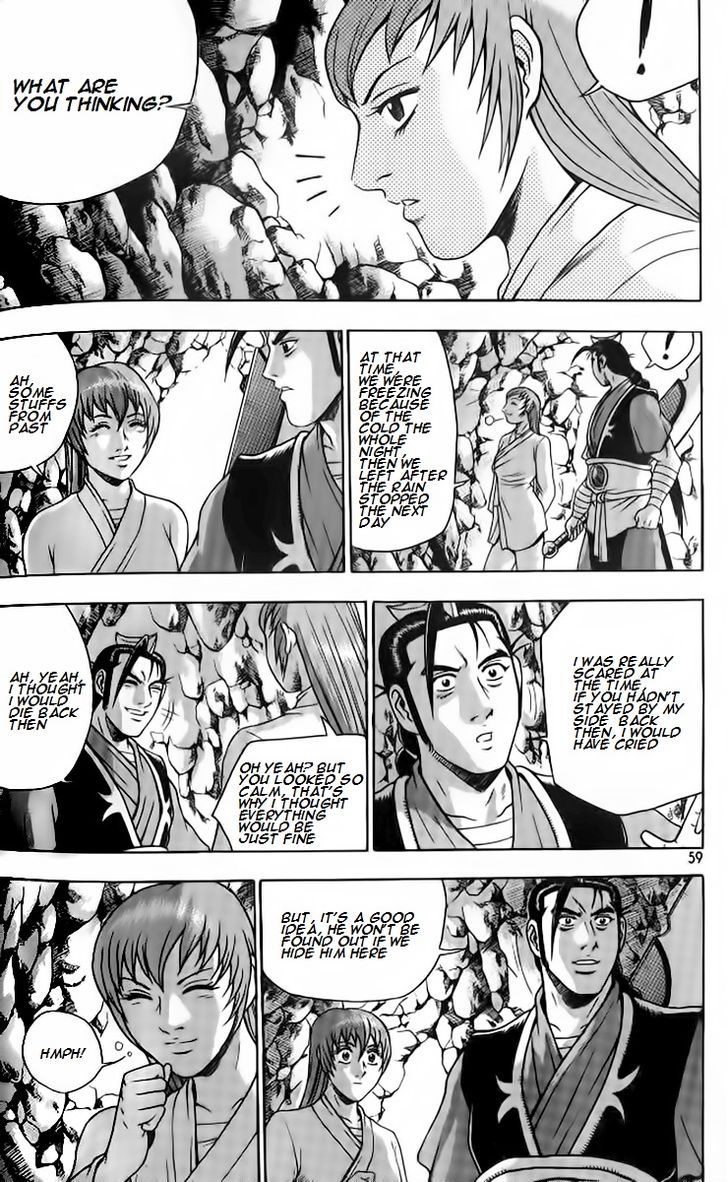 WHAT ARE
YOU THINKING?
!
AH,
SOME
STUFFS
FROM
PAST
AT THAT
TIME,
WE WERE
FREEZING
BECAUSE
OF THE
COLD THE
WHOLE
NIGHT,
THEN WE
LEFT AFTER
THE RAIN
STOPPED
THE NEXT
DAY
!
AH, YEAH,
I THOUGHT
I WOULD
DIE BACK
THEN
OH YEAH? BUT
YOU LOOKED SO
CALM, THAT'S
WHY I THOUGHT
EVERYTHING
WOULD BE
JUST FINE
I WAS REALLY
SCARED AT
THE TIME,
IF YOU HADN'T
STAYED BY MY
SIDE BACK
THEN, I WOULD
HAVE CRIED
59
HMPH!
BUT, IT'S A GOOD
IDEA, HE WON'T BE
FOUND OUT IF WE
HIDE HIM HERE